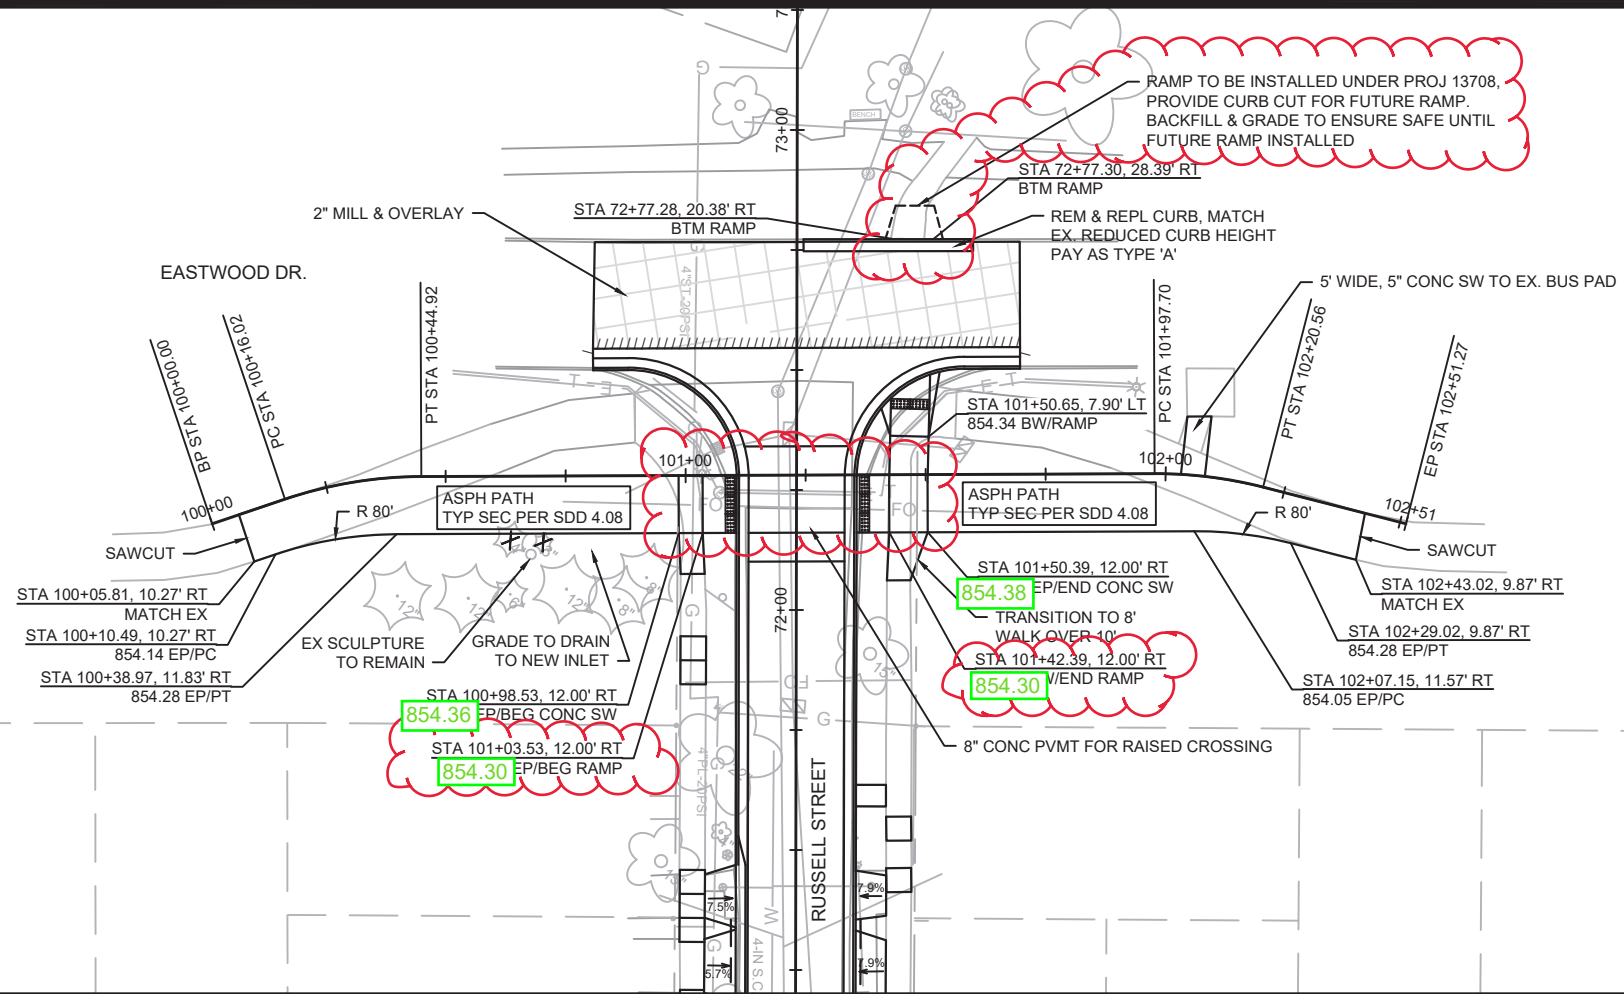 7
73+00
BENCH
RAMP TO BE INSTALLED UNDER PROJ 13708,
PROVIDE CURB CUT FOR FUTURE RAMP.
BACKFILL & GRADE TO ENSURE SAFE UNTIL
FUTURE RAMP INSTALLED
STA 72+77.30, 28.39' RT
BTM RAMP
2" MILL & OVERLAY
STA 72+77.28, 20.38' RT
BTM RAMP
REM & REPL CURB, MATCH
EX. REDUCED CURB HEIGHT
PAY AS TYPE 'A'
EASTWOOD DR.
5' WIDE, 5" CONC SW TO EX. BUS PAD
BP STA 100+00.00
PC STA 100+16.02
PT STA 100+44.92
PC STA 101+97.70
PT STA 102+20.56
EP STA 102+51.27
G
G
T
E
E
T
STA 101+50.65, 7.90' LT
854.34 BW/RAMP
100+00
101+00
102+00
102+51
R 80'
ASPH PATH
TYP SEC PER SDD 4.08
FO
FO
ASPH PATH
TYP SEC PER SDD 4.08
R 80'
SAWCUT
SAWCUT
STA 100+05.81, 10.27' RT
MATCH EX
STA 100+10.49, 10.27' RT
854.14 EP/PC
STA 100+38.97, 11.83' RT
854.28 EP/PT
12"
12"
12"
8"
8"
EX SCULPTURE
TO REMAIN
GRADE TO DRAIN
TO NEW INLET
G
72+00
15"
STA 101+50.39, 12.00' RT
854.38 EP/END CONC SW
TRANSITION TO 8'
WALK OVER 10'
STA 101+42.39, 12.00' RT
854.30 W/END RAMP
STA 102+43.02, 9.87' RT
MATCH EX
STA 102+29.02, 9.87' RT
854.28 EP/PT
STA 102+07.15, 11.57' RT
854.05 EP/PC
STA 100+98.53, 12.00' RT
854.36 EP/BEG CONC SW
STA 101+03.53, 12.00' RT
854.30 EP/BEG RAMP
G
G
8" CONC PVMT FOR RAISED CROSSING
RUSSELL STREET
W
G
4-IN S.C
7.5%
7.9%
5.7%
7.9%